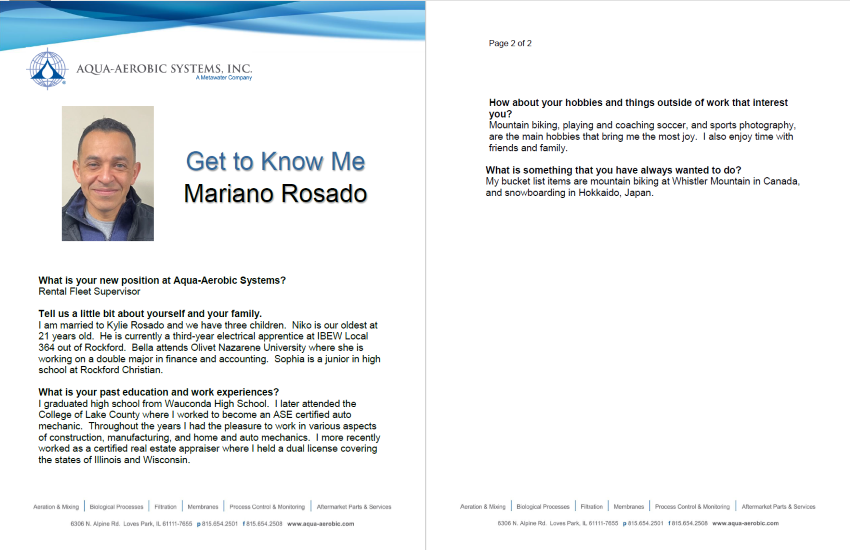 AQUA-AEROBIC SYSTEMS, INC.
A Metawater Company
Get to Know Me
Mariano Rosado
What is your new position at Aqua-Aerobic Systems?
Rental Fleet Supervisor
Tell us a little bit about yourself and your family.
I am married to Kylie Rosado and we have three children.  Niko is our oldest at
21 years old.  He is currently a third-year electrical apprentice at IBEW Local
364 out of Rockford.  Bella attends Olivet Nazarene University where she is
working on a double major in finance and accounting.  Sophia is a junior in high
school at Rockford Christian.
What is your past education and work experiences?
I graduated high school from Wauconda High School.  I later attended the
College of Lake County where I worked to become an ASE certified auto
mechanic.  Throughout the years I had the pleasure to work in various aspects
of construction, manufacturing, and home and auto mechanics.  I more recently
worked as a certified real estate appraiser where I held a dual license covering
the states of Illinois and Wisconsin.
Aeration & Mixing | Biological Processes | Filtration | Membranes | Process Control & Monitoring | Aftermarket Parts & Services
6306 N. Alpine Rd.  Loves Park, IL 61111-7655  p 815.654.2501  f 815.654.2508  www.aqua-aerobic.com
Page 2 of 2
How about your hobbies and things outside of work that interest
you?
Mountain biking, playing and coaching soccer, and sports photography,
are the main hobbies that bring me the most joy.  I also enjoy time with
friends and family.
What is something that you have always wanted to do?
My bucket list items are mountain biking at Whistler Mountain in Canada,
and snowboarding in Hokkaido, Japan.
Aeration & Mixing | Biological Processes | Filtration | Membranes | Process Control & Monitoring | Aftermarket Parts & Services
6306 N. Alpine Rd.  Loves Park, IL 61111-7655  p 815.654.2501  f 815.654.2508  www.aqua-aerobic.com